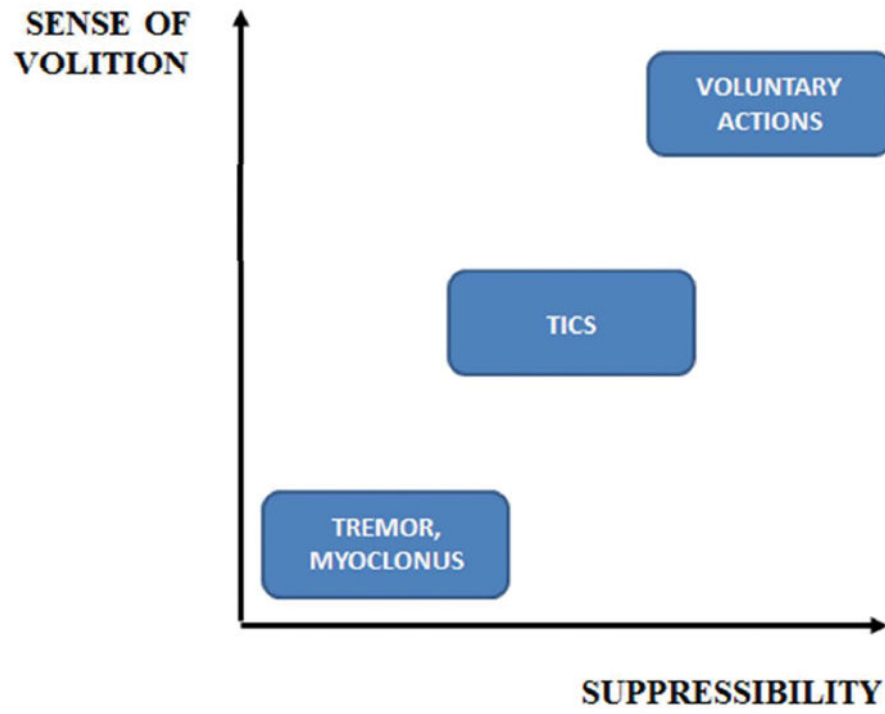 SENSE OF
VOLITION
VOLUNTARY
ACTIONS
TICS
TREMOR,
MYOCLONUS
SUPPRESSIBILITY